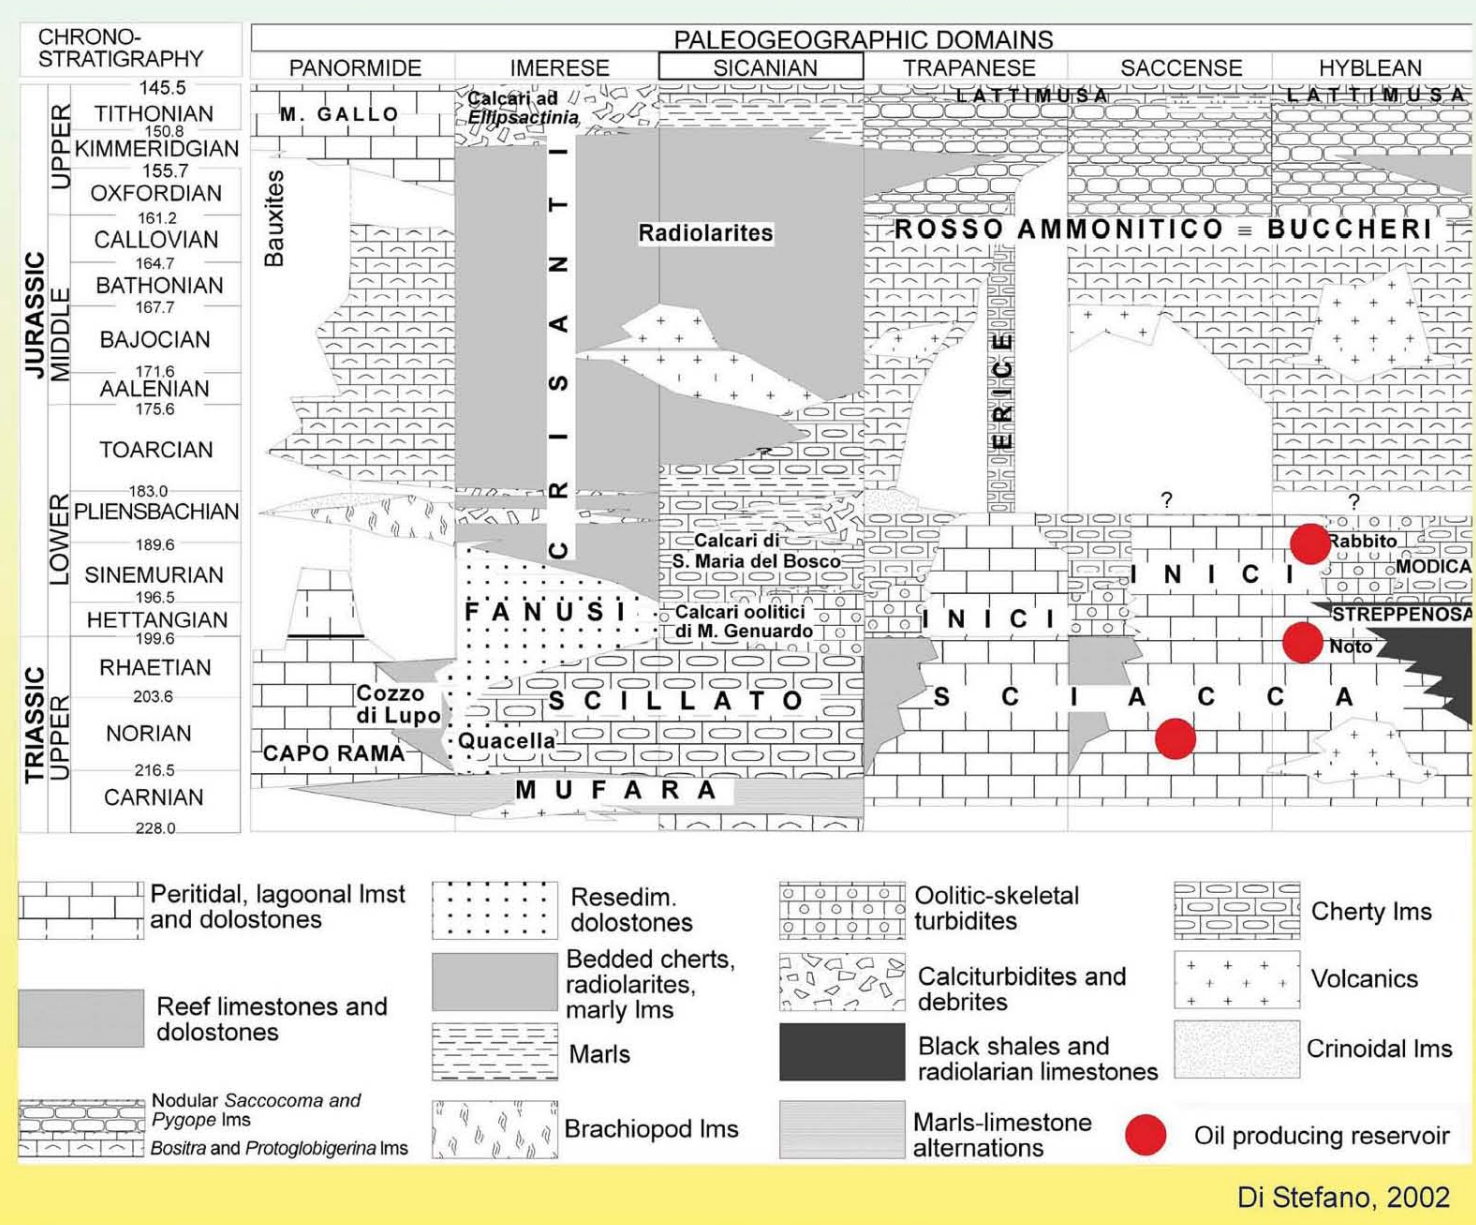 CHRONO-
STRATIGRAPHY
PALEOGEOGRAPHIC DOMAINS
PANORMIDE
IMERESE
SICANIAN
TRAPANESE
SACCENSE
HYBLEAN
JURASSIC
UPPER
MIDDLE
LOWER
TRIASSIC
UPPER
145.5
TITHONIAN
150.8
KIMMERIDGIAN
155.7
OXFORDIAN
161.2
CALLOVIAN
164.7
BATHONIAN
167.7
BAJOCIAN
171.6
AALENIAN
175.6
TOARCIAN
183.0
PLIENSBACHIAN
189.6
SINEMURIAN
196.5
HETTANGIAN
199.6
RHAETIAN
203.6
NORIAN
216.5
CARNIAN
228.0
M. GALLO
Bauxites
Calcari ad
Ellipsactinia
LATTIMUSA
LATTIMUSA
CRISANTI
Radiolarites
ROSSO AMMONITICO = BUCCHERI
ERICE
?
?
Calcari di
S. Maria del Bosco
Rabbito
MODICA
INICI
FANUSI
Calcari oolitici
di M. Genuardo
INICI
STREPPENOSA
Noto
Cozzo
di Lupo
SCILLATO
SCIACCA
CAPO RAMA
Quacella
MUFARA
Peritidal, lagoonal lmst
and dolostones
Reef limestones and
dolostones
Nodular Saccocoma and
Pygope lms
Bositra and Protoglobigerina lms
Resedim.
dolostones
Bedded cherts,
radiolarites,
marly lms
Marls
Brachiopod lms
Oolitic-skeletal
turbidites
Calciturbidites and
debrites
Black shales and
radiolarian limestones
Marls-limestone
alternations
Cherty lms
Volcanics
Crinoidal lms
Oil producing reservoir
Di Stefano, 2002